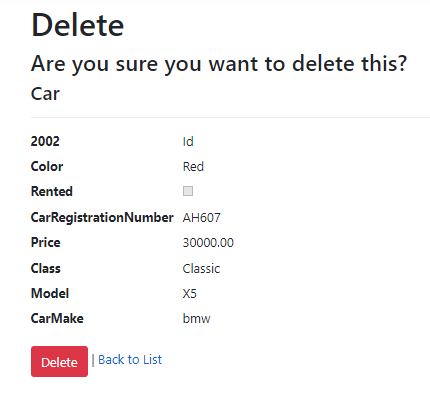 Delete
Are you sure you want to delete this?
Car
2002 Id
Color Red
Rented
CarRegistrationNumber AH607
Price 30000.00
Class Classic
Model X5
CarMake bmw
Delete | Back to List